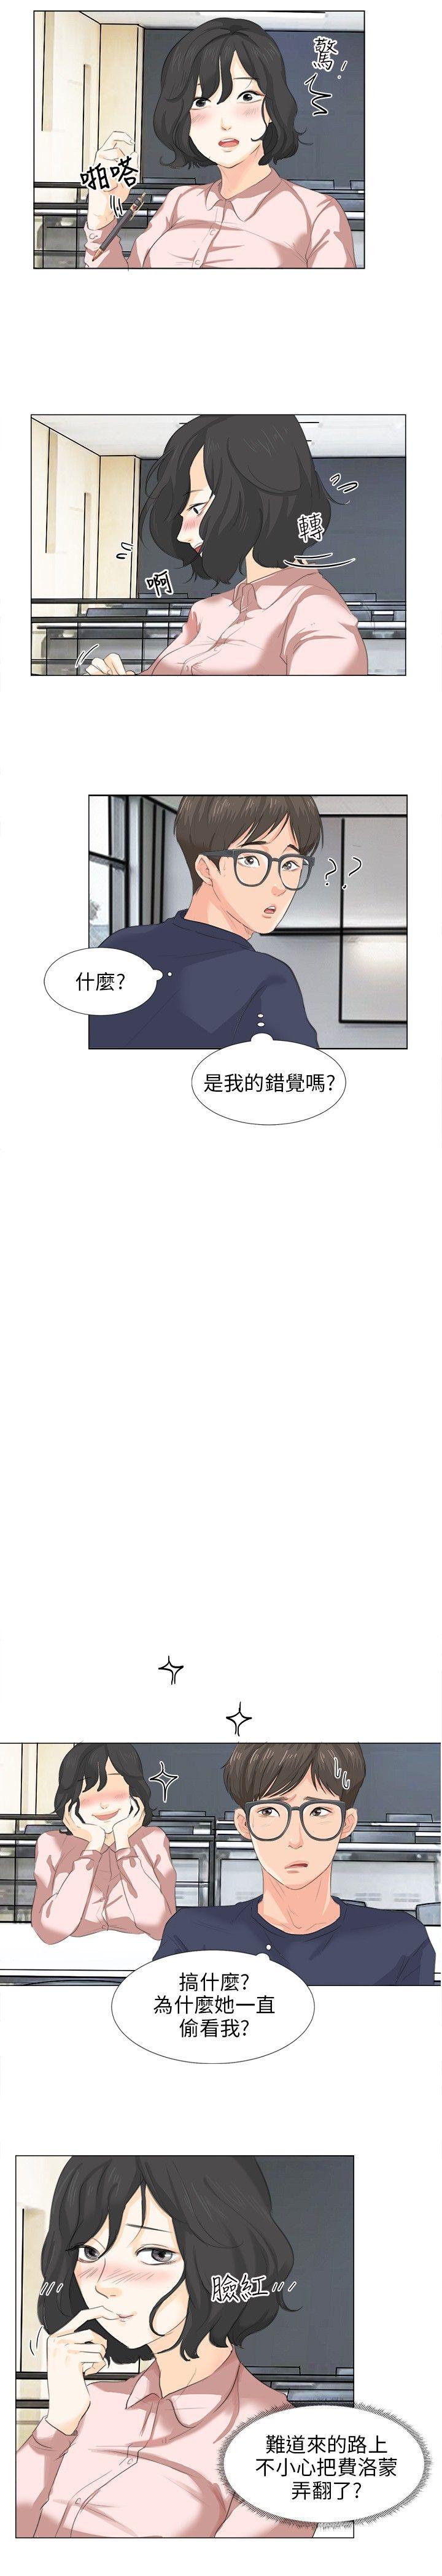 驚!
啪嗒
轉
啊
??
什麼?
是我的錯覺嗎?
搞什麼?
為什麼她一直
偷看我?
臉紅
難道來的路上
不小心把費洛蒙
弄翻了?